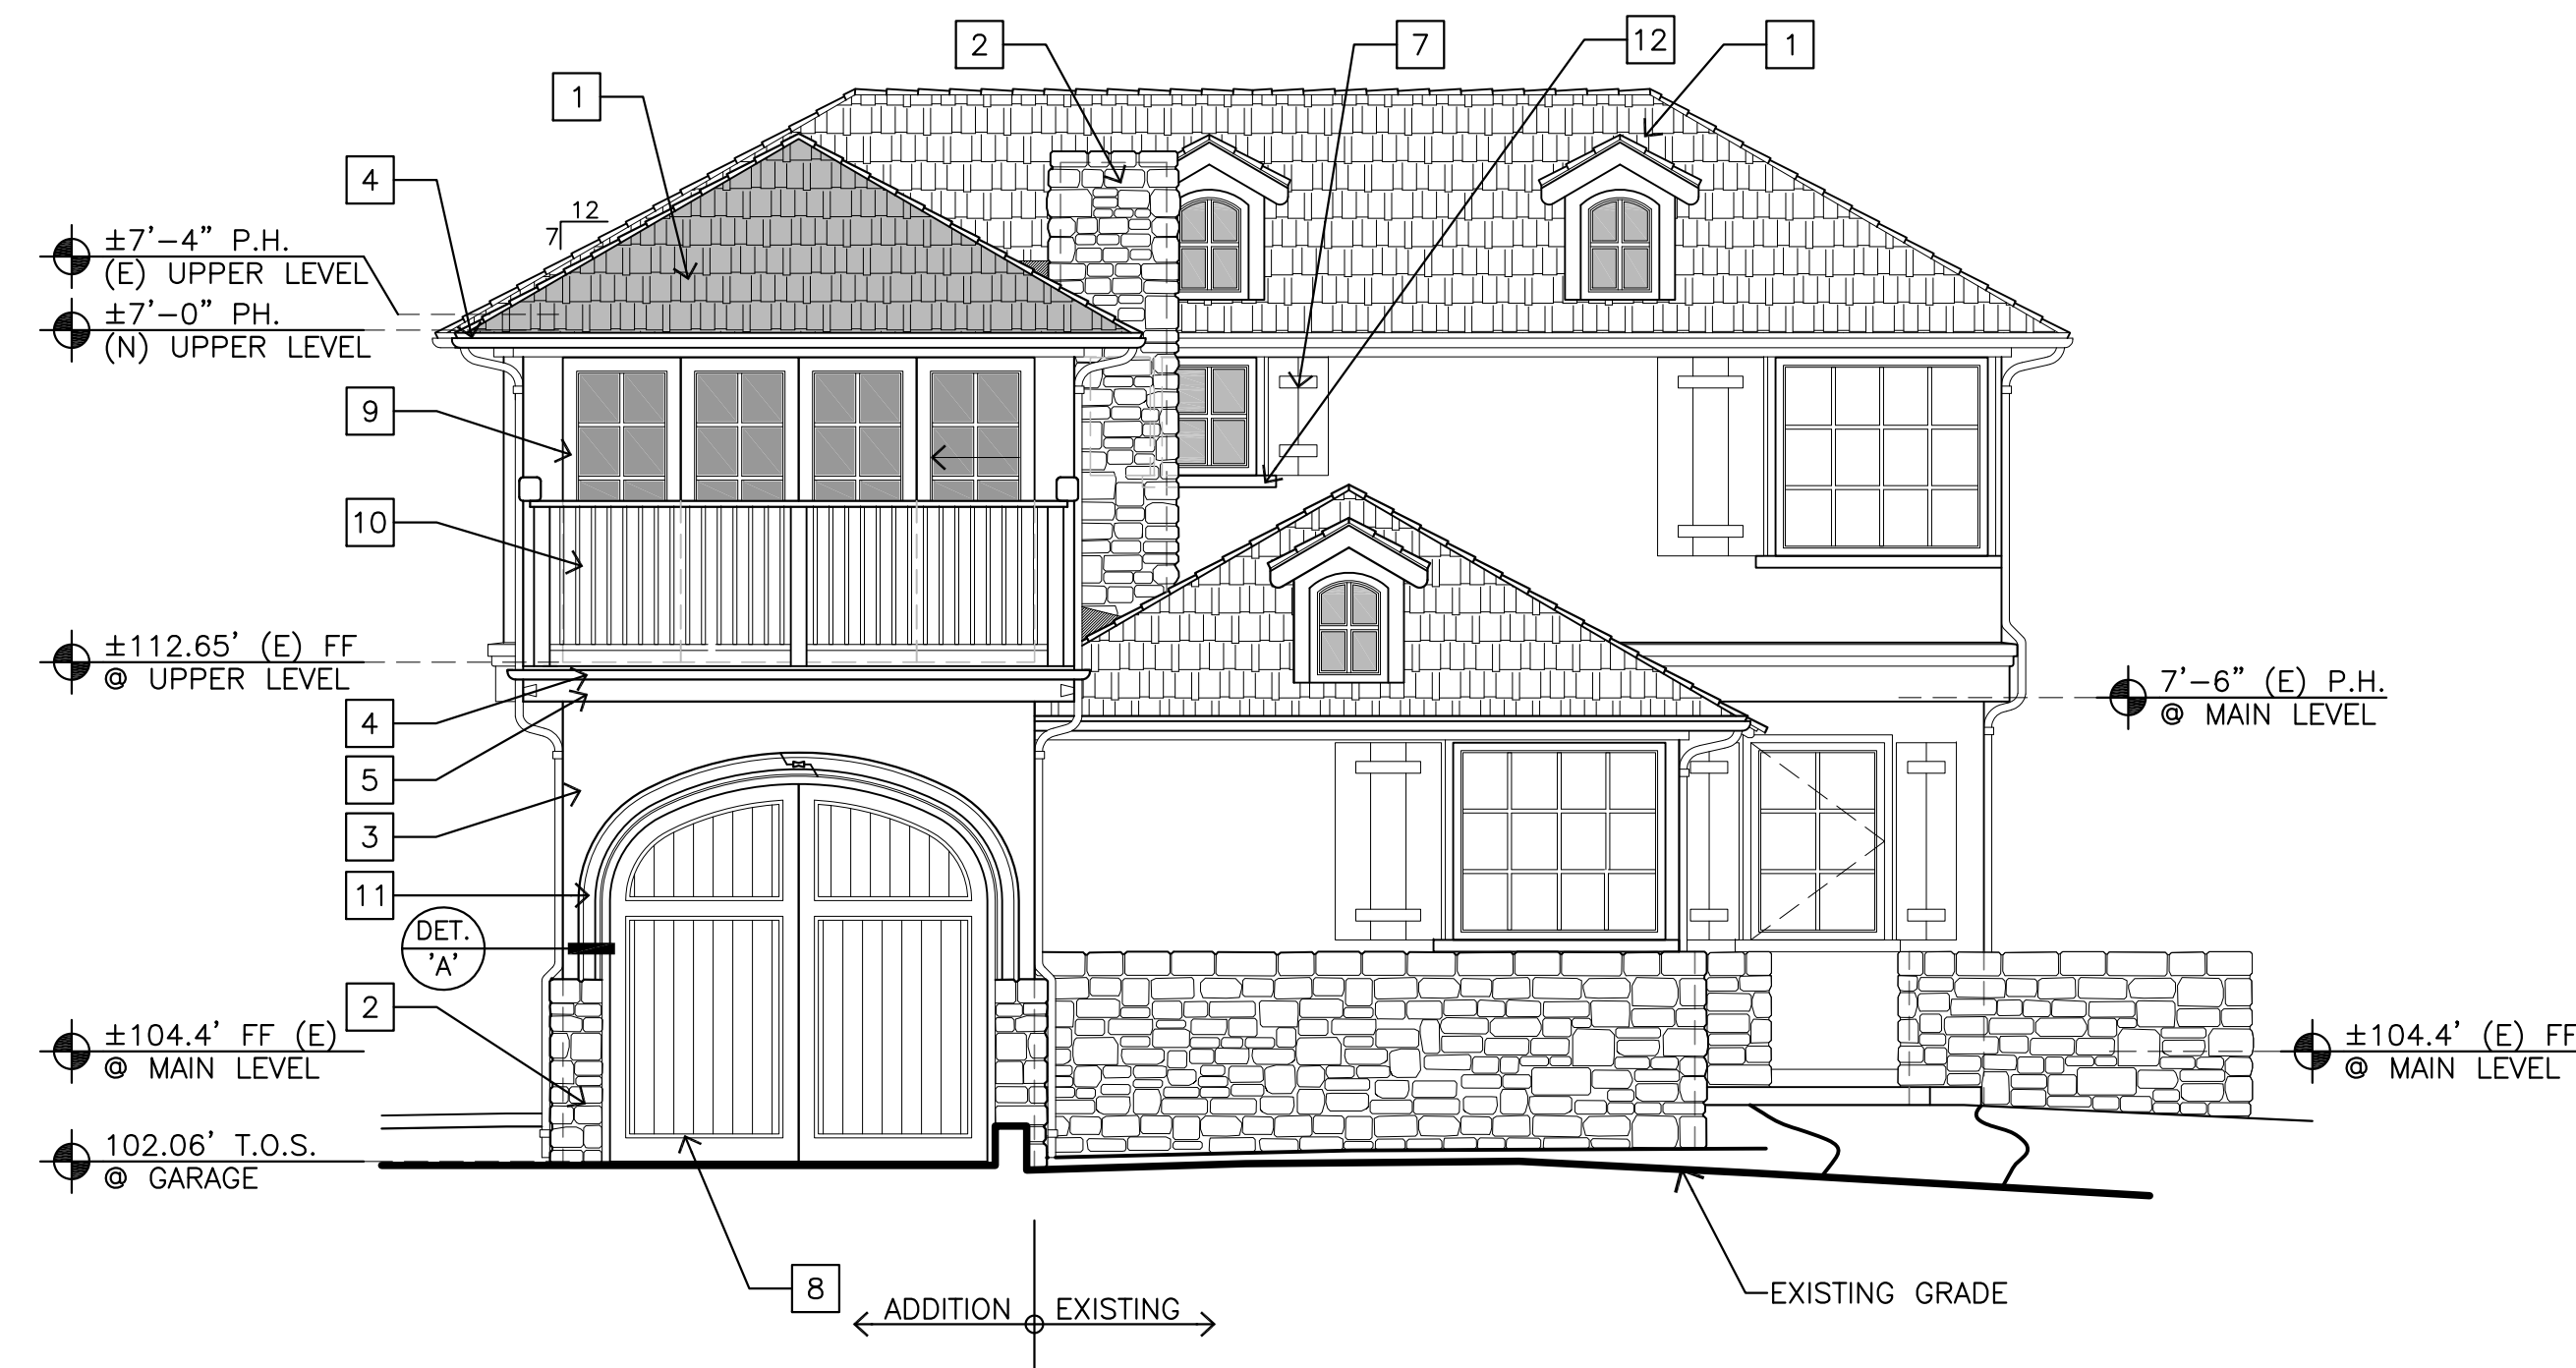 2
7
12
1
1
4
12
7
±7'-4" P.H.
(E) UPPER LEVEL
±7'-0" PH.
(N) UPPER LEVEL
9
10
±112.65' (E) FF
@ UPPER LEVEL
7'-6" (E) P.H.
@ MAIN LEVEL
4
5
3
11
DET.
'A'
2
±104.4' FF (E)
@ MAIN LEVEL
±104.4' (E) FF
@ MAIN LEVEL
102.06' T.O.S.
@ GARAGE
8
ADDITION
EXISTING
EXISTING GRADE